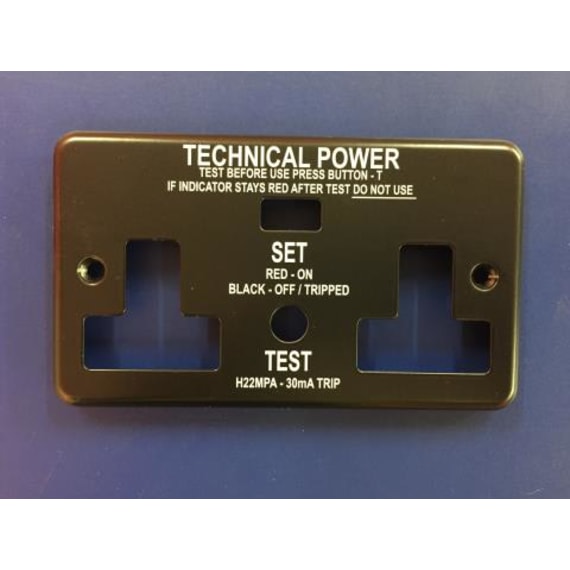 TECHNICAL POWER
TEST BEFORE USE PRESS BUTTON - T
IF INDICATOR STAYS RED AFTER TEST DO NOT USE
SET
RED - ON
BLACK - OFF / TRIPPED
TEST
H22MPA - 30mA TRIP